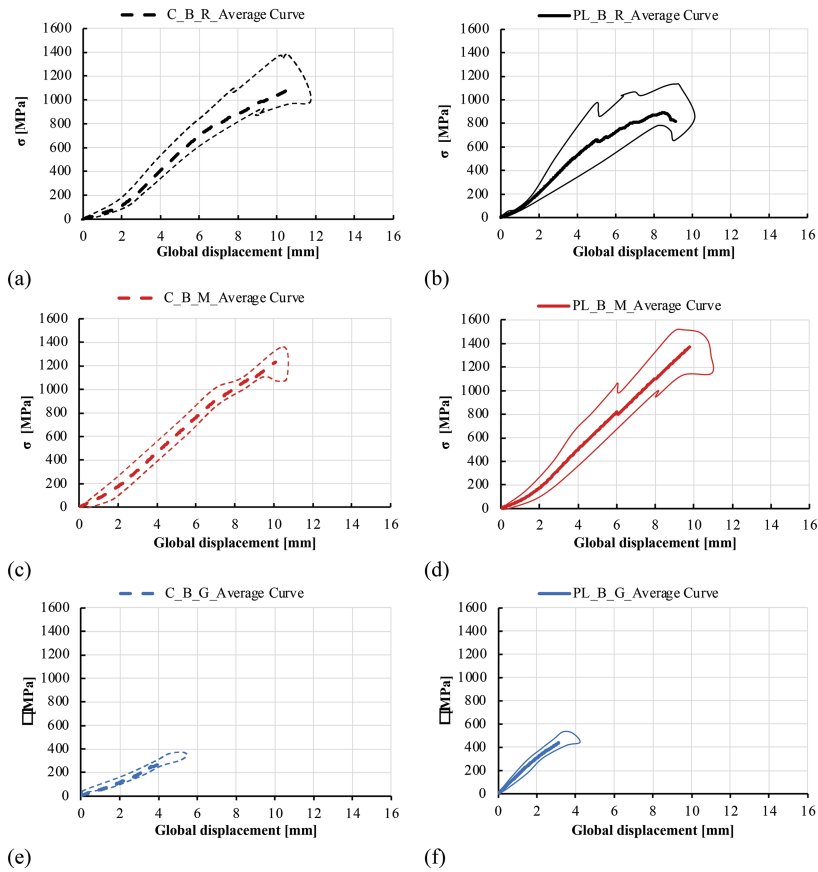 C_B_R_Average Curve
1600
1400
1200
1000
800
600
400
200
0
σ [MPa]
0 2 4 6 8 10 12 14 16
Global displacement [mm]
(a)
PL_B_R_Average Curve
1600
1400
1200
1000
800
600
400
200
0
σ [MPa]
0 2 4 6 8 10 12 14 16
Global displacement [mm]
(b)
C_B_M_Average Curve
1600
1400
1200
1000
800
600
400
200
0
σ [MPa]
0 2 4 6 8 10 12 14 16
Global displacement [mm]
(c)
PL_B_M_Average Curve
1600
1400
1200
1000
800
600
400
200
0
σ [MPa]
0 2 4 6 8 10 12 14 16
Global displacement [mm]
(d)
C_B_G_Average Curve
1600
1400
1200
1000
800
600
400
200
0
□[MPa]
0 2 4 6 8 10 12 14 16
Global displacement [mm]
(e)
PL_B_G_Average Curve
1600
1400
1200
1000
800
600
400
200
0
□[MPa]
0 2 4 6 8 10 12 14 16
Global displacement [mm]
(f)